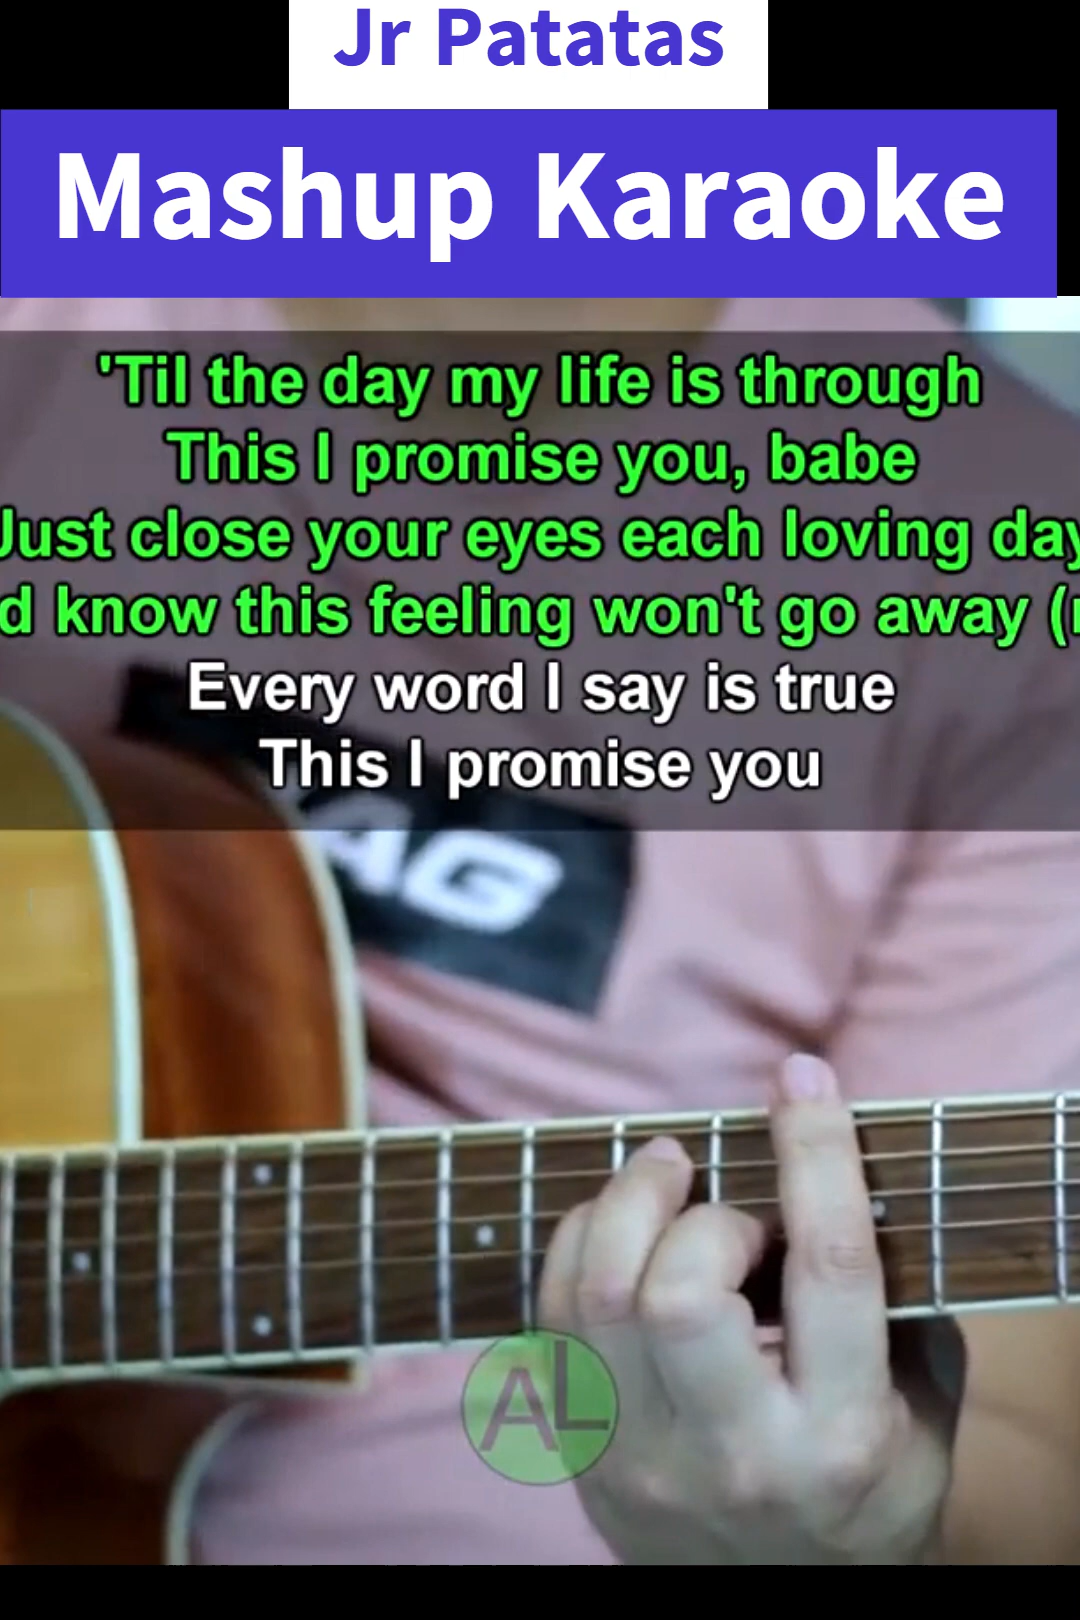 Jr Patatas
Mashup Karaoke
'Til the day my life is through
This I promise you, babe
Just close your eyes each loving day
know this feeling won't go away
Every word I say is true
This I promise you
AG
AL